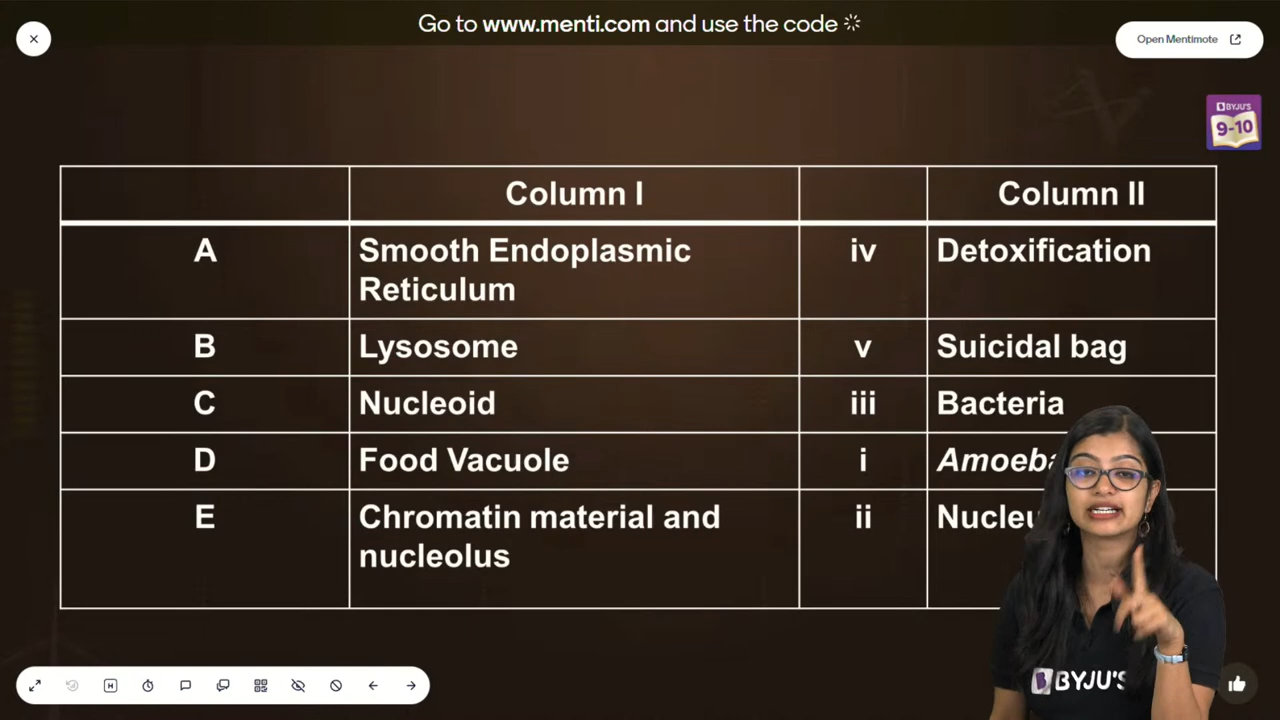 Go to www.menti.com and use the code
Open Mentimote
BYJU'S
9-10
Column I
Column II
A
Smooth Endoplasmic
Reticulum
iv
Detoxification
B
Lysosome
v
Suicidal bag
C
Nucleoid
iii
Bacteria
D
Food Vacuole
i
E
Chromatin material and
nucleolus
ii
H
BYJU'S